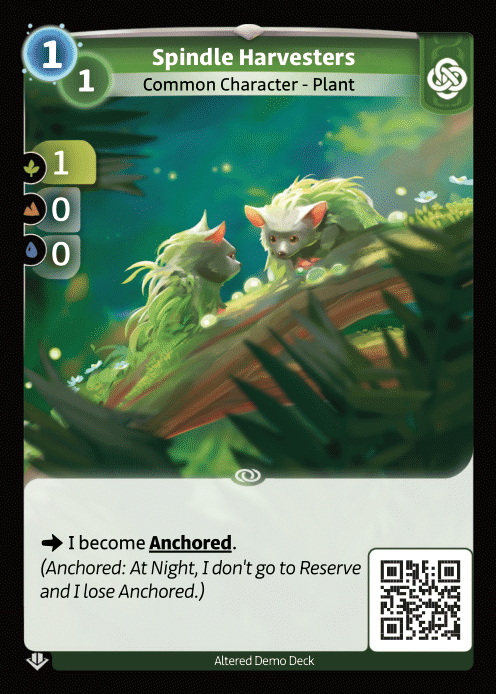 1
1
Spindle Harvesters
Common Character - Plant
1
0
0
I become Anchored.
(Anchored: At Night, I don't go to Reserve
and I lose Anchored.)
Altered Demo Deck